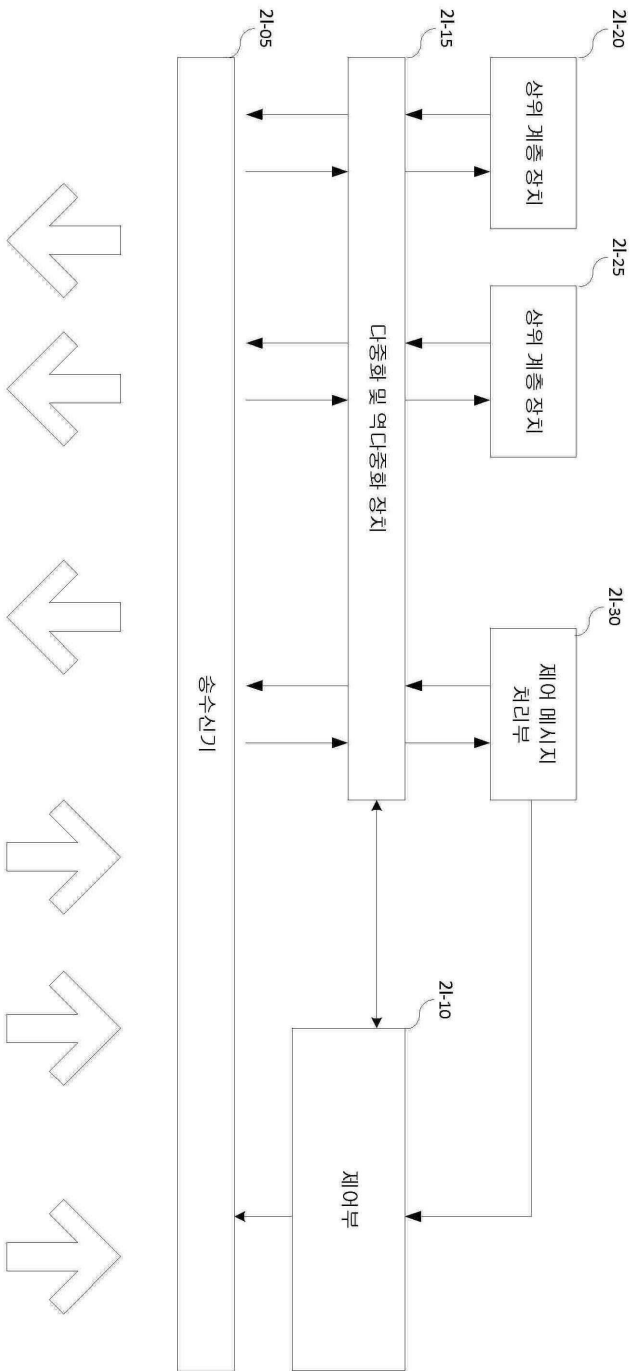 2l-20
상위 계층 장치
2l-25
상위 계층 장치
2l-30
제어 메시지
처리부
2l-15
다중화 및 역다중화 장치
2l-10
제어부
2l-05
송수신기